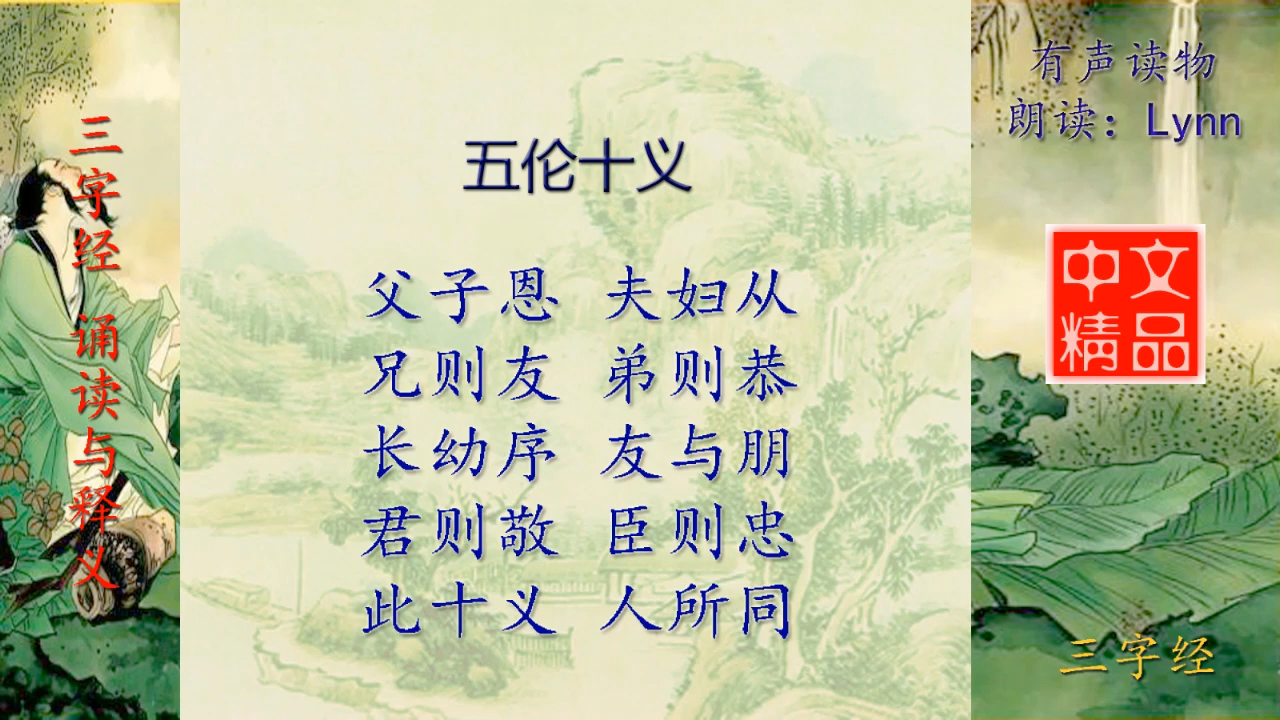 三字经 诵读与释义
五伦十义
父子恩 夫妇从
兄则友 弟则恭
长幼序 友与朋
君则敬 臣则忠
此十义 人所同
有声读物
朗读：Lynn
中文
精品
三字经